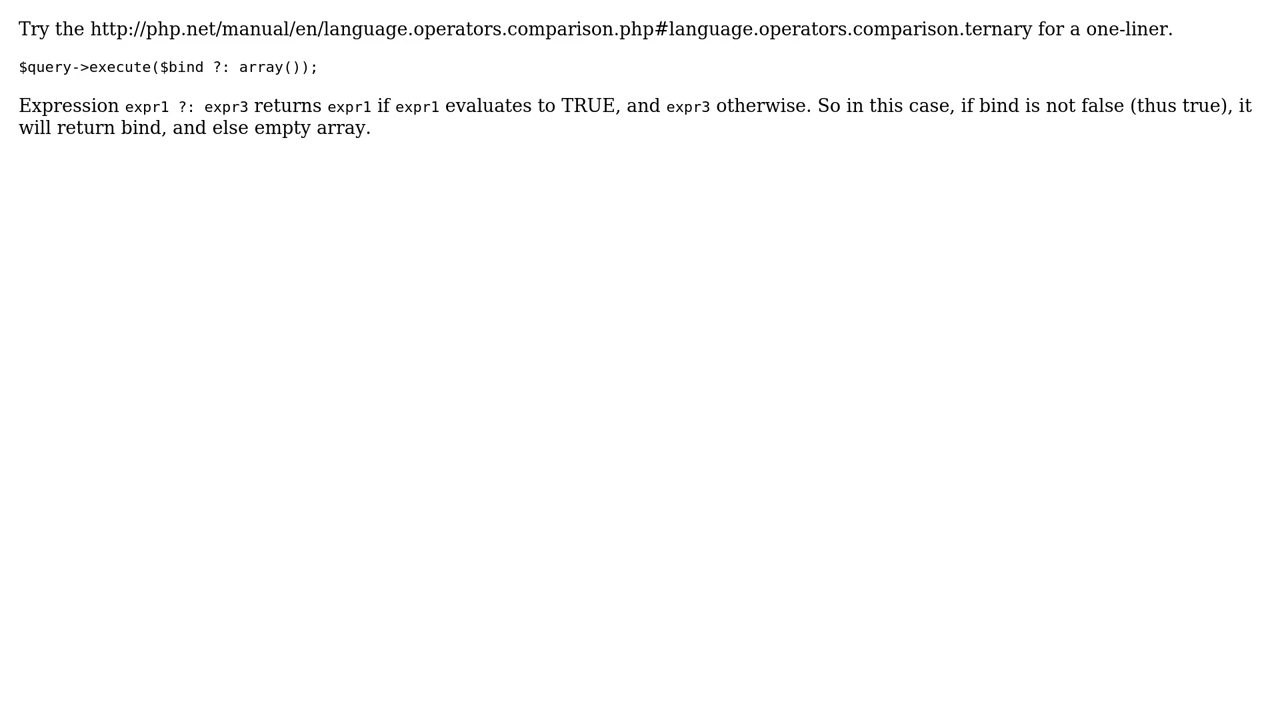 Try the http://php.net/manual/en/language.operators.comparison.php#language.operators.comparison.ternary for a one-liner.
$query->execute($bind ?: array());
Expression expr1 ?: expr3 returns expr1 if expr1 evaluates to TRUE, and expr3 otherwise. So in this case, if bind is not false (thus true), it
will return bind, and else empty array.